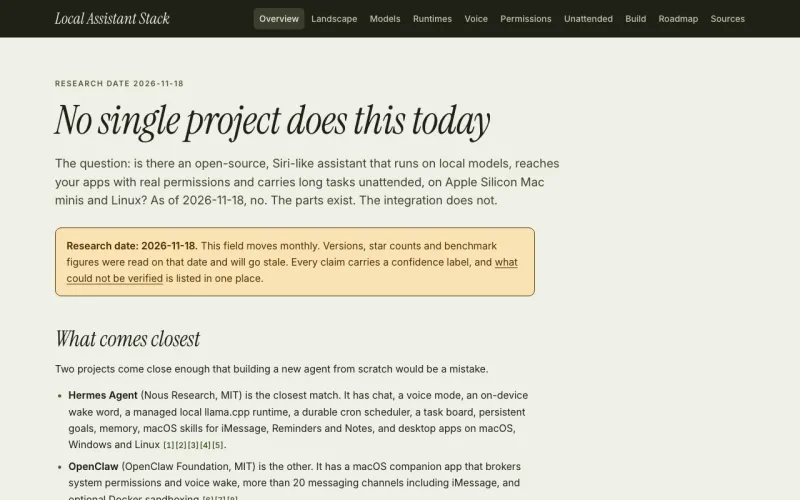 Local Assistant Stack
Overview Landscape Models Runtimes Voice Permissions Unattended Build Roadmap Sources
RESEARCH DATE 2026-11-18
No single project does this today
The question: is there an open-source, Siri-like assistant that runs on local models, reaches
your apps with real permissions and carries long tasks unattended, on Apple Silicon Mac
minis and Linux? As of 2026-11-18, no. The parts exist. The integration does not.
Research date: 2026-11-18. This field moves monthly. Versions, star counts and benchmark
figures were read on that date and will go stale. Every claim carries a confidence label, and what
could not be verified is listed in one place.
What comes closest
Two projects come close enough that building a new agent from scratch would be a mistake.
• Hermes Agent (Nous Research, MIT) is the closest match. It has chat, a voice mode, an on-device
wake word, a managed local llama.cpp runtime, a durable cron scheduler, a task board, persistent
goals, memory, macOS skills for iMessage, Reminders and Notes, and desktop apps on macOS,
Windows and Linux [1][2][3][4][5].
• OpenClaw (OpenClaw Foundation, MIT) is the other. It has a macOS companion app that brokers
system permissions and voice wake, more than 20 messaging channels including iMessage, and
optional Docker sandboxing [6][7][8]